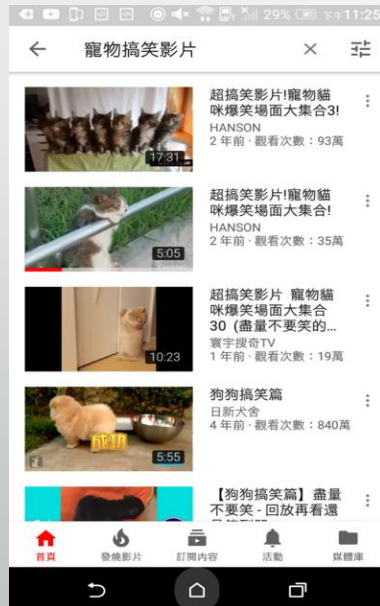 29% 下午11:25
寵物搞笑影片
17:31
超搞笑影片!寵物貓
咪爆笑場面大集合3!
HANSON
2 年前 · 觀看次數：93萬
5:05
超搞笑影片!寵物貓
咪爆笑場面大集合!
HANSON
2 年前 · 觀看次數：35萬
10:23
超搞笑影片 寵物貓
咪爆笑場面大集合
30 (盡量不要笑的...
寰宇搜奇TV
1 年前 · 觀看次數：19萬
成功
5:55
狗狗搞笑篇
日新犬舍
4 年前 · 觀看次數：840萬
【狗狗搞笑篇】盡量
不要笑 - 回放再看還
首頁 發燒影片 訂閱內容 活動 媒體庫